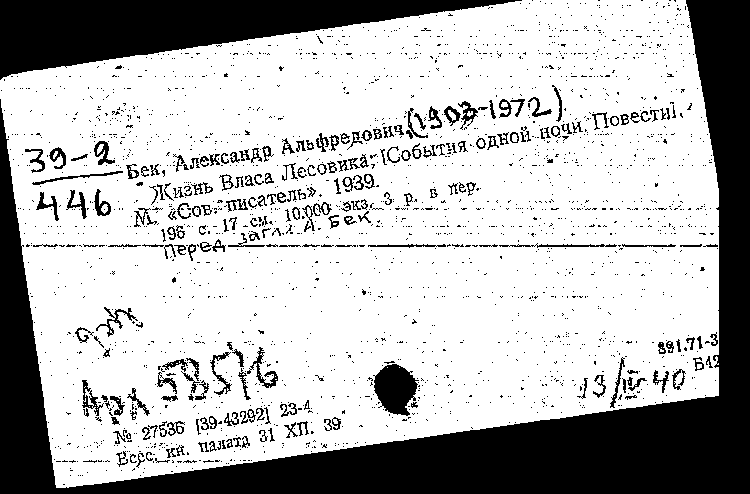 39-2
446
Бек, Александр Альфредович, (1903-1972)
Жизнь Власа Лесовика; [События одной ночи. Повести].
М. «Сов. писатель». 1939.
196 с. 17 см. 10.000 экз. 3 р. в пер.
Перед загл.: А. Бек.
Арх 58576
891.71-3
Б42
13/IV 40
№ 27536 [39-43292] 23-4
Всес. кн. палата 31 XII. 39